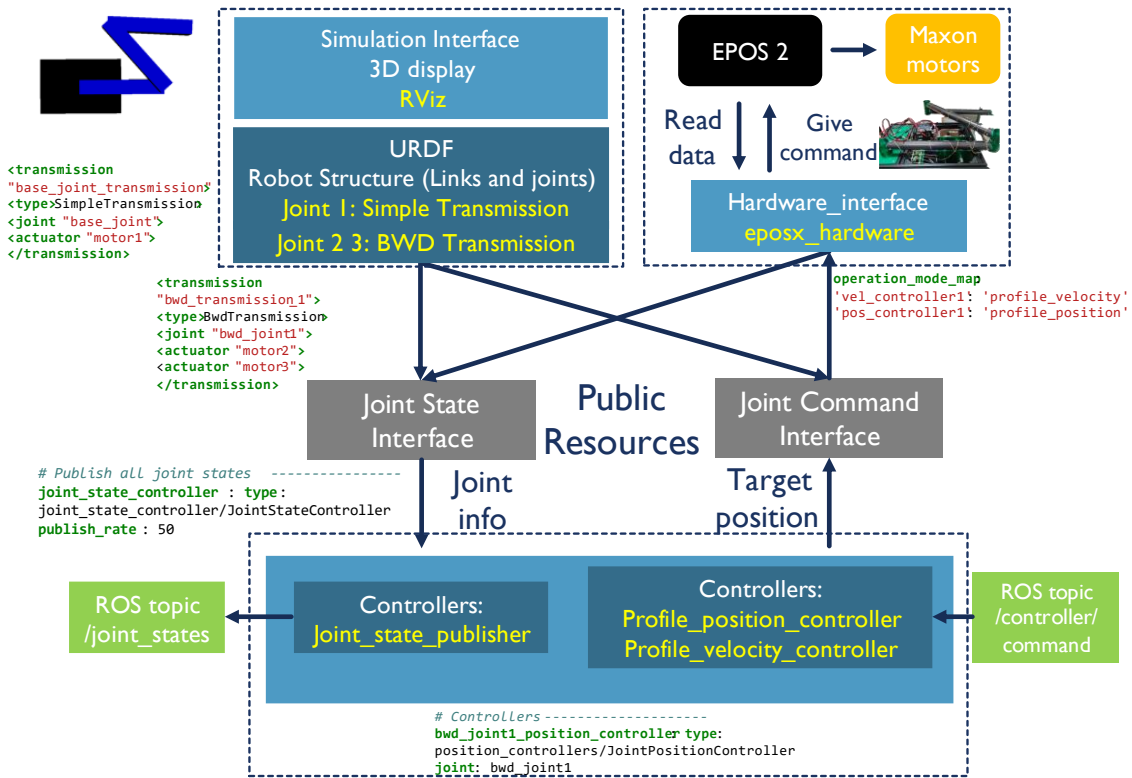 Simulation Interface
3D display
RViz
URDF
Robot Structure (Links and joints)
Joint 1: Simple Transmission
Joint 2 3: BWD Transmission
EPOS 2
Maxon
motors
Read
data
Give
command
Hardware_interface
eposx_hardware
<transmission
"base_joint_transmission">
<type>SimpleTransmission>
<joint "base_joint">
<actuator "motor1">
</transmission>
<transmission
"bwd_transmission_1">
<type>BwdTransmission>
<joint "bwd_joint1">
<actuator "motor2">
<actuator "motor3">
</transmission>
operation_mode_map:
'vel_controller1': 'profile_velocity'
'pos_controller1': 'profile_position'
Joint State
Interface
Public
Resources
Joint Command
Interface
# Publish all joint states ----------------
joint_state_controller : type:
joint_state_controller/JointStateController
publish_rate : 50
Joint
info
Target
position
ROS topic
/joint_states
Controllers:
Joint_state_publisher
Controllers:
Profile_position_controller
Profile_velocity_controller
ROS topic
/controller/
command
# Controllers --------------------
bwd_joint1_position_controller: type:
position_controllers/JointPositionController
joint: bwd_joint1